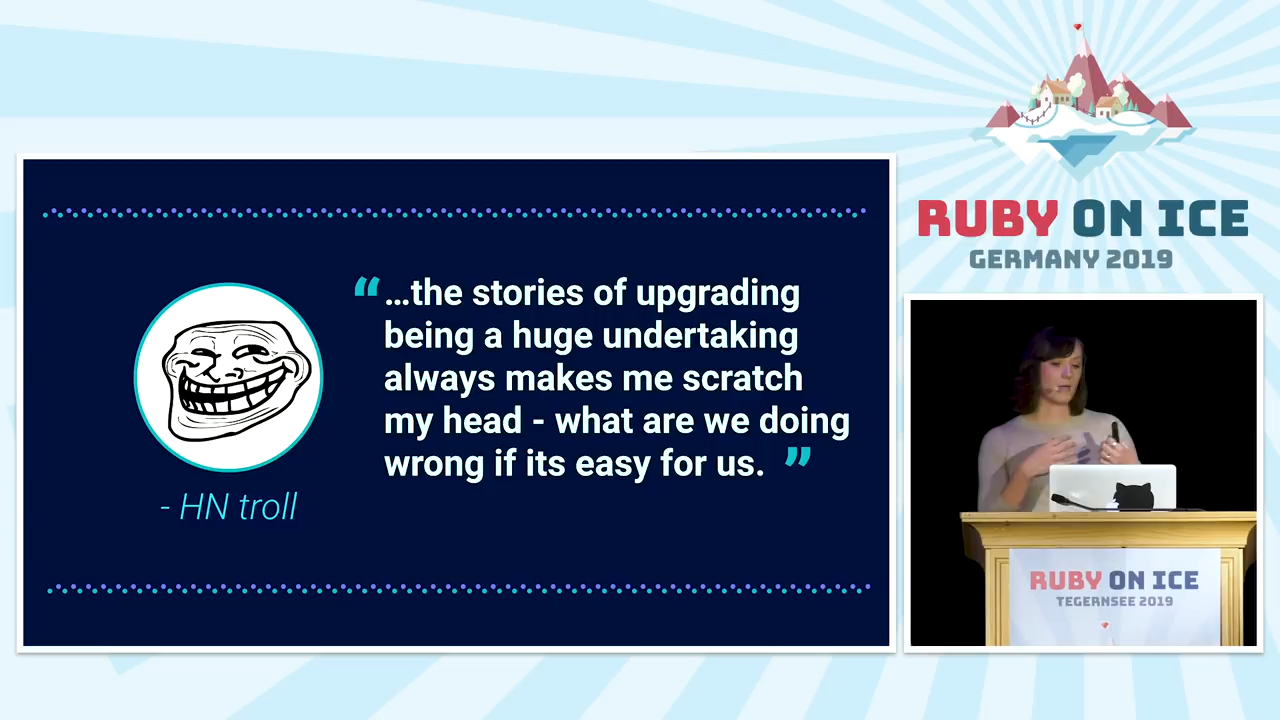 “…the stories of upgrading
being a huge undertaking
always makes me scratch
my head - what are we doing
wrong if its easy for us. ”
- HN troll
RUBY ON ICE
GERMANY 2019
RUBY ON ICE
TEGERNSEE 2019